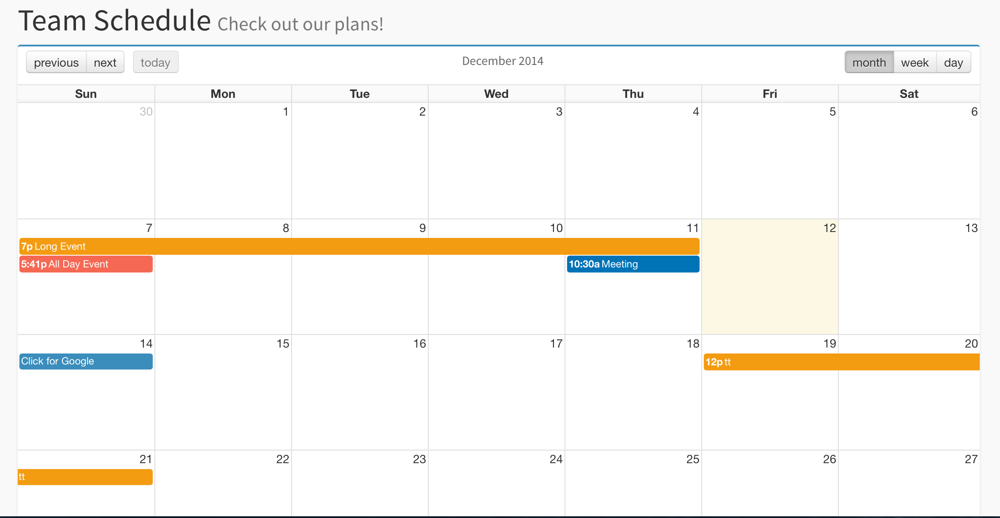 Team Schedule Check out our plans!
previous next today December 2014 month week day
Sun Mon Tue Wed Thu Fri Sat
30 1 2 3 4 5 6
7 8 9 10 11 12 13
7p Long Event
5:41p All Day Event 10:30a Meeting
14 15 16 17 18 19 20
Click for Google 12p tt
21 22 23 24 25 26 27
tt